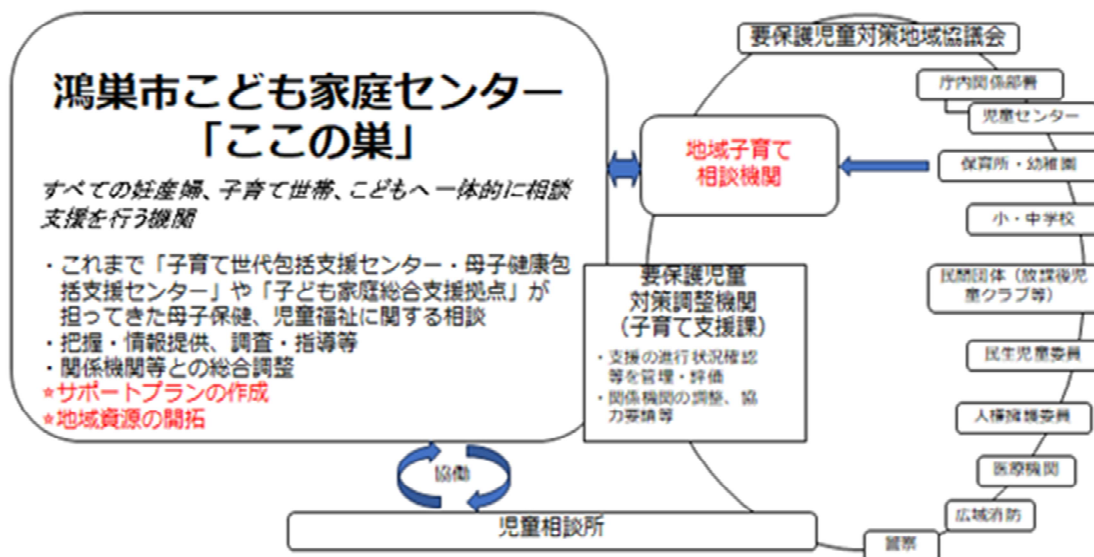 鴻巣市こども家庭センター
「ここの巣」
すべての妊産婦、子育て世帯、こどもへ一体的に相談
支援を行う機関
・これまで「子育て世代包括支援センター・母子健康包
括支援センター」や「子ども家庭総合支援拠点」が
担ってきた母子保健、児童福祉に関する相談
・把握・情報提供、調査・指導等
・関係機関等との総合調整
*サポートプランの作成
*地域資源の開拓
協働
児童相談所
要保護児童対策地域協議会
地域子育て
相談機関
要保護児童
対策調整機関
（子育て支援課）
・支援の進行状況確認
等を管理・評価
・関係機関の調整、協
力要請等
庁内関係部署
児童センター
保育所・幼稚園
小・中学校
民間団体（放課後児
童クラブ等）
民生児童委員
人権擁護委員
医療機関
広域消防
警察